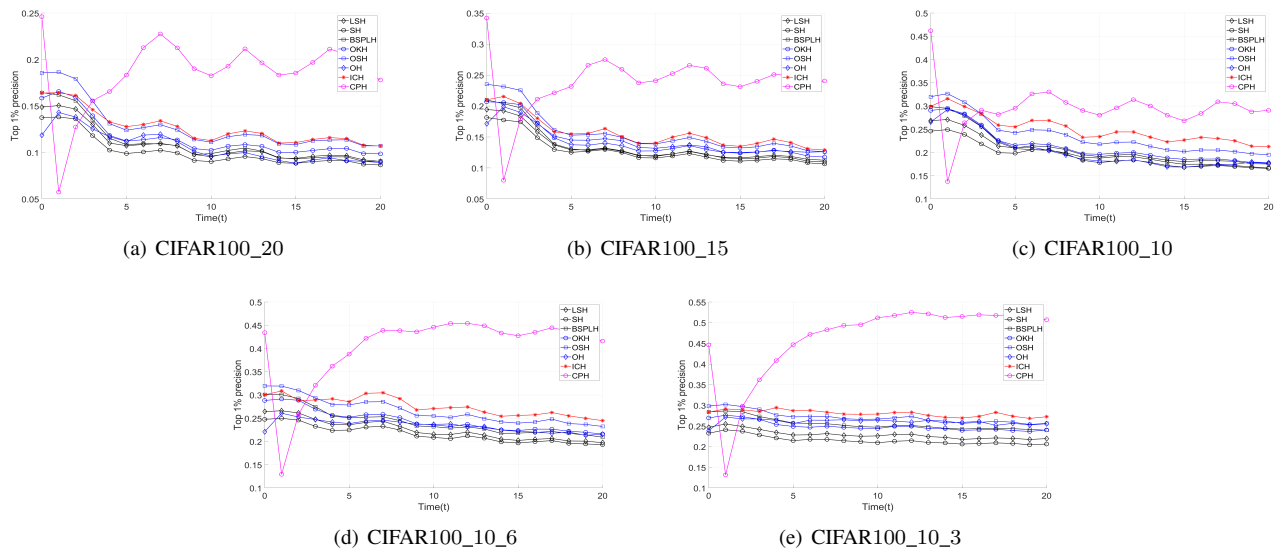 0.25
0.2
0.15
0.1
0.05
Top 1% precision
0 5 10 15 20
Time(t)
LSH
SH
BSPLH
OKH
OSH
OH
ICH
CPH
(a) CIFAR100_20
0.35
0.3
0.25
0.2
0.15
0.1
0.05
Top 1% precision
0 5 10 15 20
Time(t)
LSH
SH
BSPLH
OKH
OSH
OH
ICH
CPH
(b) CIFAR100_15
0.5
0.45
0.4
0.35
0.3
0.25
0.2
0.15
0.1
Top 1% precision
0 5 10 15 20
Time(t)
LSH
SH
BSPLH
OKH
OSH
OH
ICH
CPH
(c) CIFAR100_10
0.5
0.45
0.4
0.35
0.3
0.25
0.2
0.15
0.1
Top 1% precision
0 5 10 15 20
Time(t)
LSH
SH
BSPLH
OKH
OSH
OH
ICH
CPH
(d) CIFAR100_10_6
0.55
0.5
0.45
0.4
0.35
0.3
0.25
0.2
0.15
0.1
Top 1% precision
0 5 10 15 20
Time(t)
LSH
SH
BSPLH
OKH
OSH
OH
ICH
CPH
(e) CIFAR100_10_3